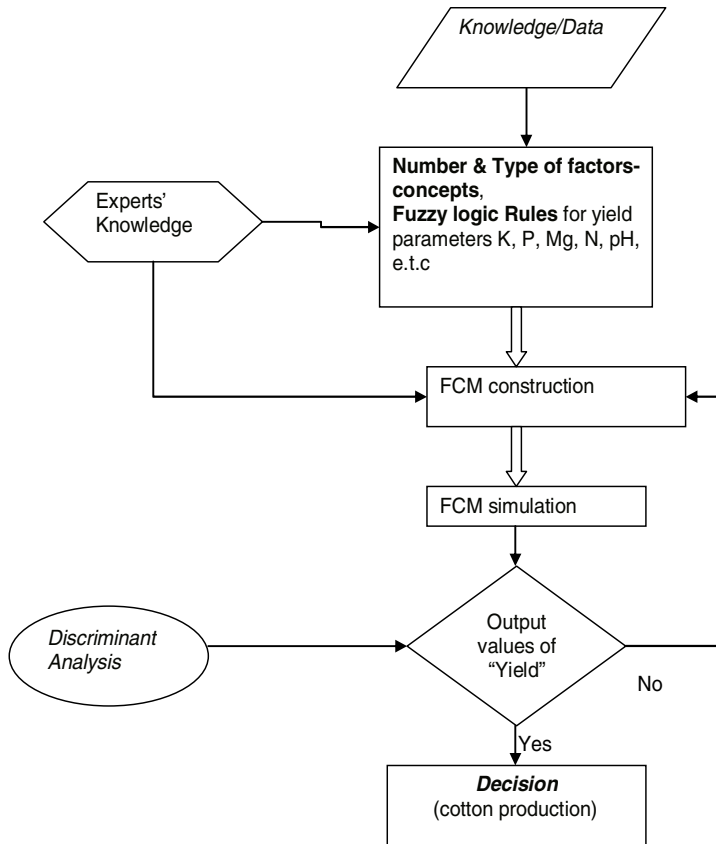 Knowledge/Data
Number & Type of factors-
concepts,
Fuzzy logic Rules for yield
parameters K, P, Mg, N, pH,
e.t.c
Experts'
Knowledge
FCM construction
FCM simulation
Discriminant
Analysis
Output
values of
“Yield”
No
Yes
Decision
(cotton production)